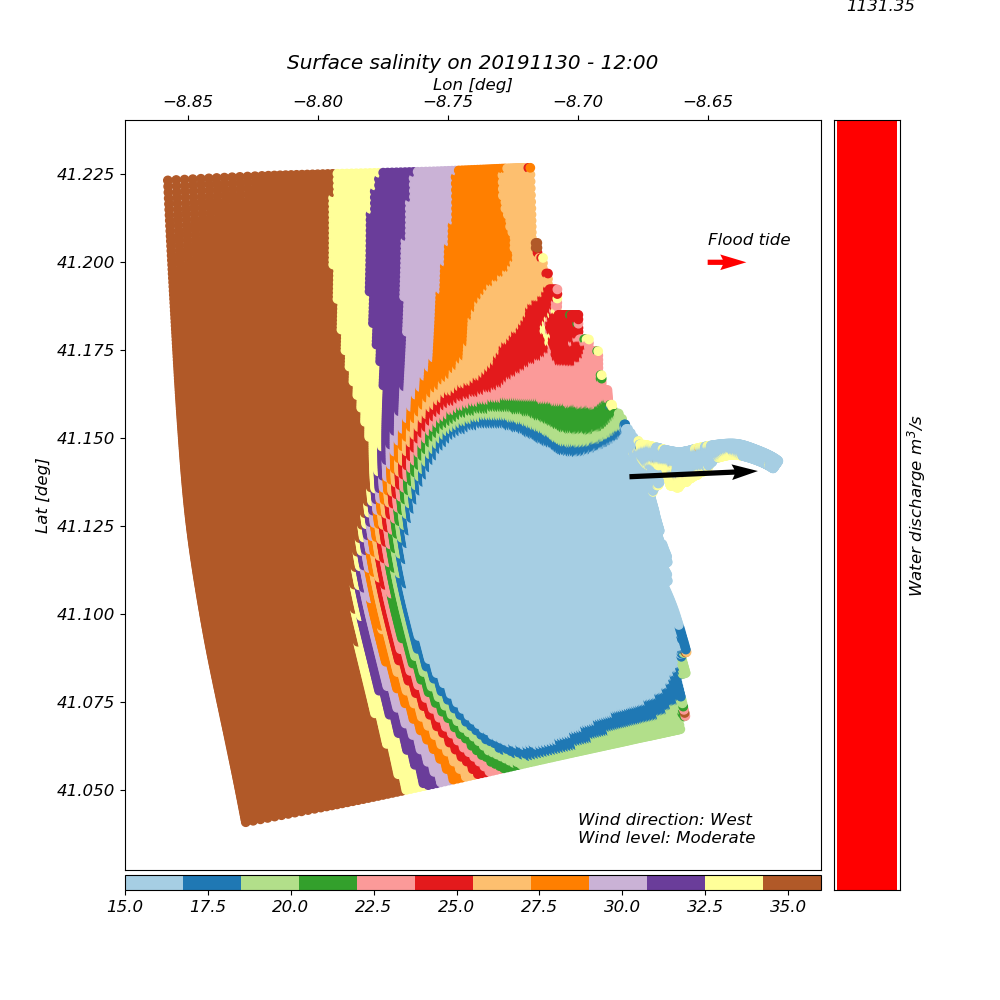 1131.35
Surface salinity on 20191130 - 12:00
Lon [deg]
−8.85 −8.80 −8.75 −8.70 −8.65
41.225
41.200
41.175
41.150
41.125
41.100
41.075
41.050
Lat [deg]
Flood tide
Wind direction: West
Wind level: Moderate
Water discharge m³/s
15.0 17.5 20.0 22.5 25.0 27.5 30.0 32.5 35.0